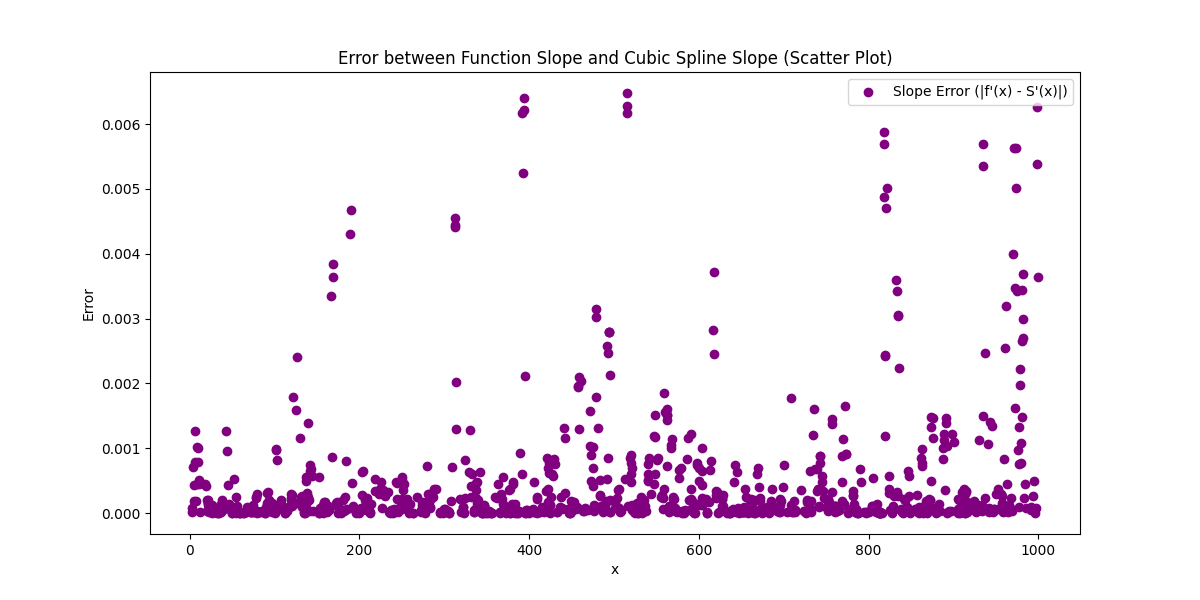 Error between Function Slope and Cubic Spline Slope (Scatter Plot)
Slope Error (|f'(x) - S'(x)|)
Error
0.006
0.005
0.004
0.003
0.002
0.001
0.000
0 200 400 600 800 1000
x